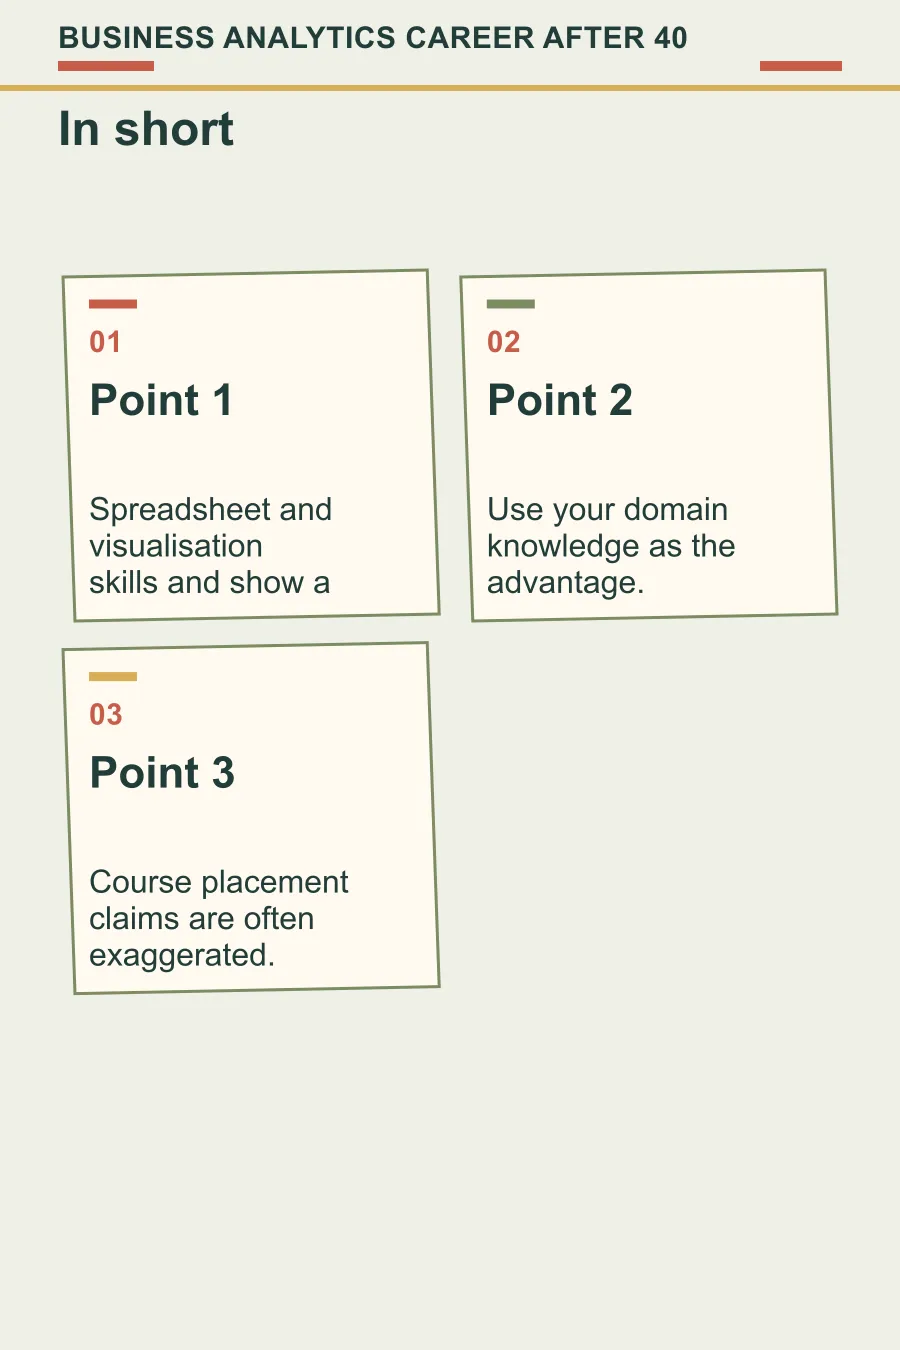 BUSINESS ANALYTICS CAREER AFTER 40
In short
01
Point 1
Spreadsheet and
visualisation
skills and show a
02
Point 2
Use your domain
knowledge as the
advantage.
03
Point 3
Course placement
claims are often
exaggerated.